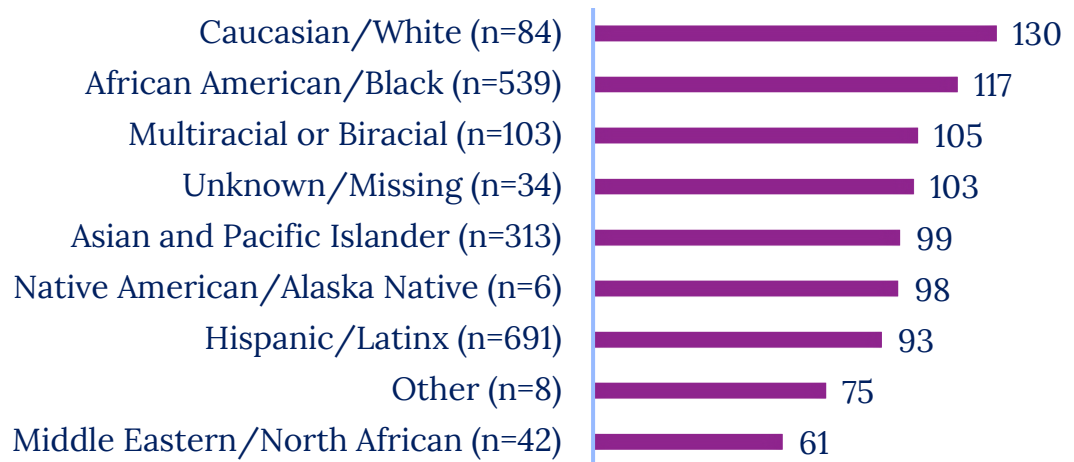 Caucasian/White (n=84) 130
African American/Black (n=539) 117
Multiracial or Biracial (n=103) 105
Unknown/Missing (n=34) 103
Asian and Pacific Islander (n=313) 99
Native American/Alaska Native (n=6) 98
Hispanic/Latinx (n=691) 93
Other (n=8) 75
Middle Eastern/North African (n=42) 61